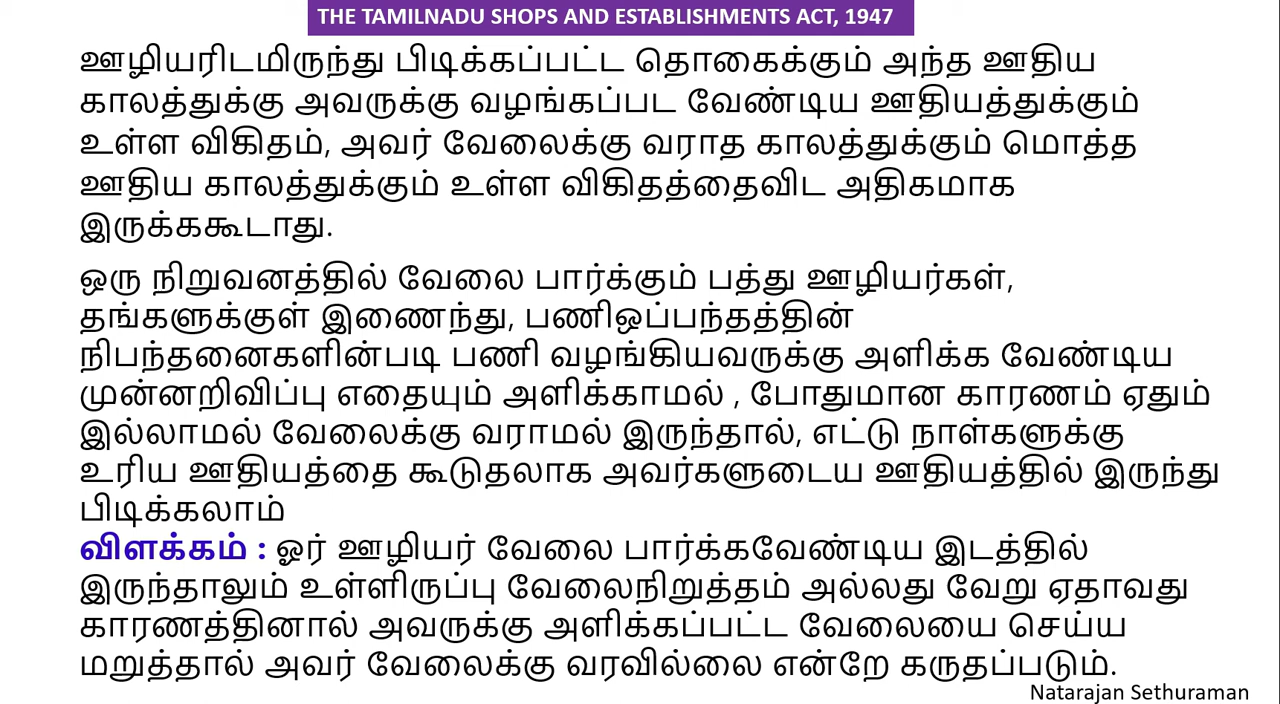 THE TAMILNADU SHOPS AND ESTABLISHMENTS ACT, 1947
ஊழியரிடமிருந்து பிடிக்கப்பட்ட தொகைக்கும் அந்த ஊதிய
காலத்துக்கு அவருக்கு வழங்கப்பட வேண்டிய ஊதியத்துக்கும்
உள்ள விகிதம், அவர் வேலைக்கு வராத காலத்துக்கும் மொத்த
ஊதிய காலத்துக்கும் உள்ள விகிதத்தைவிட அதிகமாக
இருக்ககூடாது.
ஒரு நிறுவனத்தில் வேலை பார்க்கும் பத்து ஊழியர்கள்,
தங்களுக்குள் இணைந்து, பணிஒப்பந்தத்தின்
நிபந்தனைகளின்படி பணி வழங்கியவருக்கு அளிக்க வேண்டிய
முன்னறிவிப்பு எதையும் அளிக்காமல் , போதுமான காரணம் ஏதும்
இல்லாமல் வேலைக்கு வராமல் இருந்தால், எட்டு நாள்களுக்கு
உரிய ஊதியத்தை கூடுதலாக அவர்களுடைய ஊதியத்தில் இருந்து
பிடிக்கலாம்
விளக்கம் : ஓர் ஊழியர் வேலை பார்க்கவேண்டிய இடத்தில்
இருந்தாலும் உள்ளிருப்பு வேலைநிறுத்தம் அல்லது வேறு ஏதாவது
காரணத்தினால் அவருக்கு அளிக்கப்பட்ட வேலையை செய்ய
மறுத்தால் அவர் வேலைக்கு வரவில்லை என்றே கருதப்படும்.
Natarajan Sethuraman